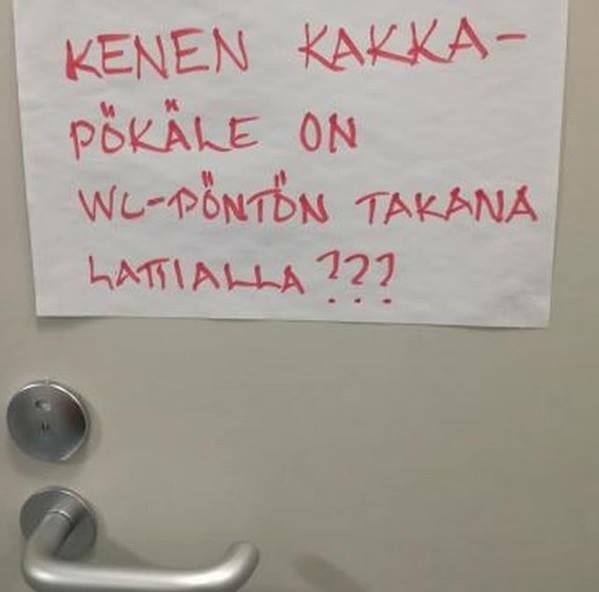 KENEN KAKKA-
PÖKÄLE ON
WC-PÖNTÖN TAKANA
LATTIALLA???